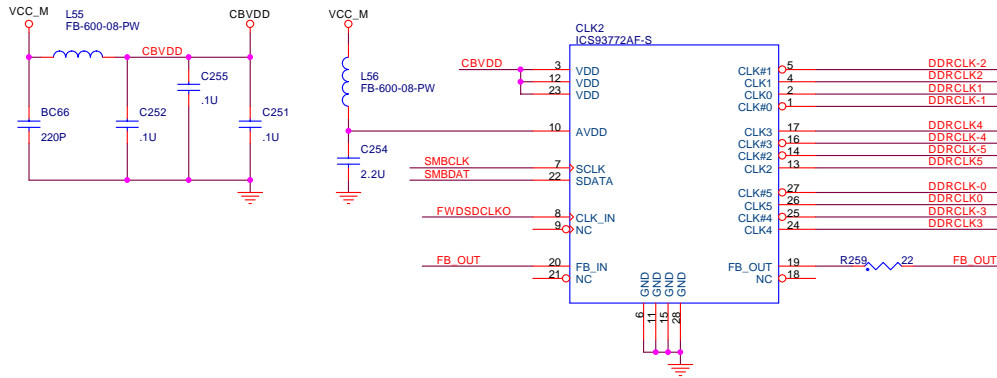 VCC_M
L55
FB-600-08-PW
CBVDD
CBVDD
BC66
220P
C252
.1U
C255
.1U
C251
.1U
VCC_M
L56
FB-600-08-PW
C254
2.2U
CLK2
ICS93772AF-S
CBVDD
3 VDD
12 VDD
23 VDD
10 AVDD
SMBCLK 7 SCLK
SMBDAT 22 SDATA
FWDSDCLKO 8 CLK_IN
9 NC
FB_OUT 20 FB_IN
21 NC
CLK#1 5 DDRCLK-2
CLK1 4 DDRCLK2
CLK0 2 DDRCLK1
CLK#0 1 DDRCLK-1
CLK3 17 DDRCLK4
CLK#3 16 DDRCLK-4
CLK#2 14 DDRCLK-5
CLK2 13 DDRCLK5
CLK#5 27 DDRCLK-0
CLK5 26 DDRCLK0
CLK#4 25 DDRCLK-3
CLK4 24 DDRCLK3
FB_OUT 19 R259 22 FB_OUT
NC 18
GND GND GND GND
6 11 15 28